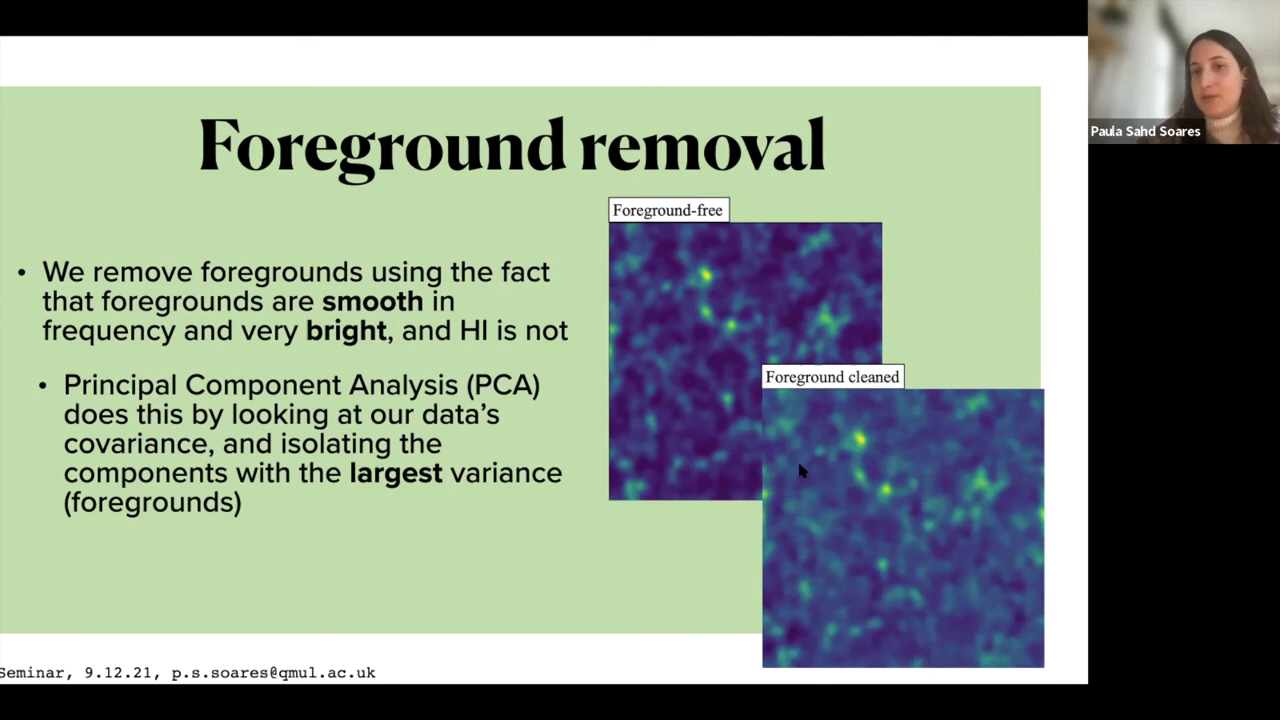 Foreground removal
Paula Sahd Soares
Foreground-free
• We remove foregrounds using the fact
that foregrounds are smooth in
frequency and very bright, and HI is not
Foreground cleaned
• Principal Component Analysis (PCA)
does this by looking at our data’s
covariance, and isolating the
components with the largest variance
(foregrounds)
Seminar, 9.12.21, p.s.soares@qmul.ac.uk